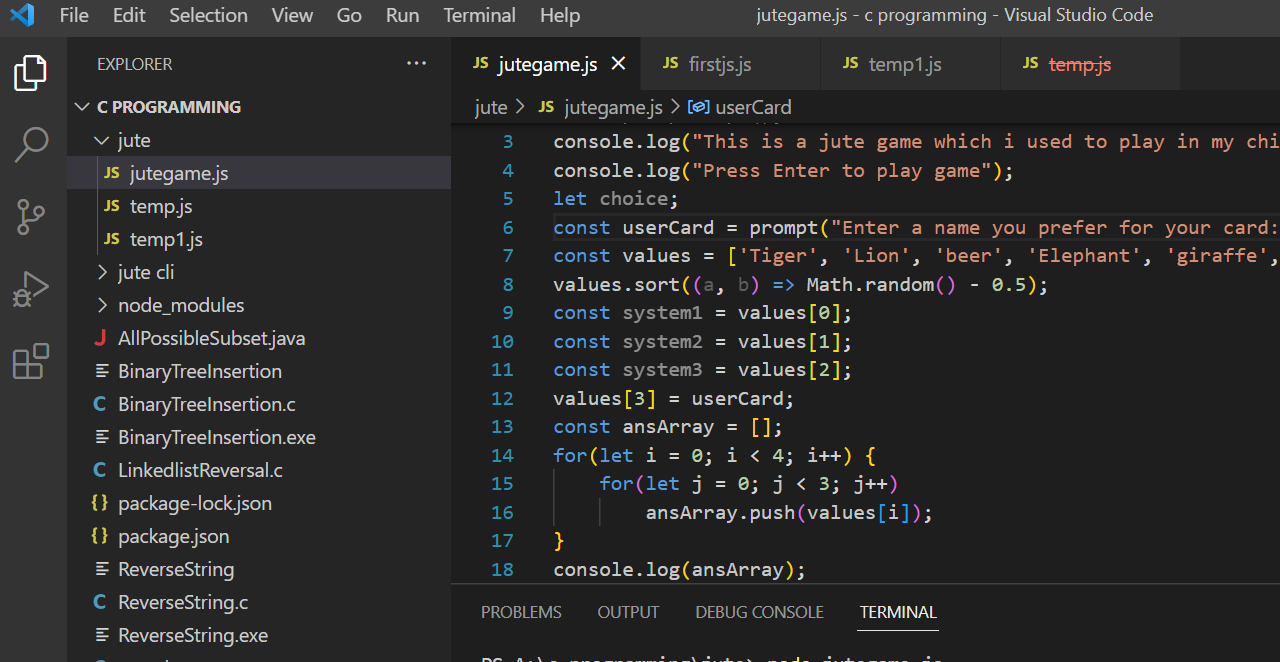 File Edit Selection View Go Run Terminal Help jutegame.js - c programming - Visual Studio Code
EXPLORER ···
C PROGRAMMING
jute
JS jutegame.js
JS temp.js
JS temp1.js
jute cli
node_modules
J AllPossibleSubset.java
BinaryTreeInsertion
C BinaryTreeInsertion.c
BinaryTreeInsertion.exe
C LinkedlistReversal.c
{} package-lock.json
{} package.json
ReverseString
C ReverseString.c
ReverseString.exe
JS jutegame.js JS firstjs.js JS temp1.js JS temp.js
jute > JS jutegame.js > userCard
3 console.log("This is a jute game which i used to play in my chi
4 console.log("Press Enter to play game");
5 let choice;
6 const userCard = prompt("Enter a name you prefer for your card:
7 const values = ['Tiger', 'Lion', 'beer', 'Elephant', 'giraffe',
8 values.sort((a, b) => Math.random() - 0.5);
9 const system1 = values[0];
10 const system2 = values[1];
11 const system3 = values[2];
12 values[3] = userCard;
13 const ansArray = [];
14 for(let i = 0; i < 4; i++) {
15 for(let j = 0; j < 3; j++)
16 ansArray.push(values[i]);
17 }
18 console.log(ansArray);
PROBLEMS OUTPUT DEBUG CONSOLE TERMINAL
PS A:\c programming\jute> node jutegame.js